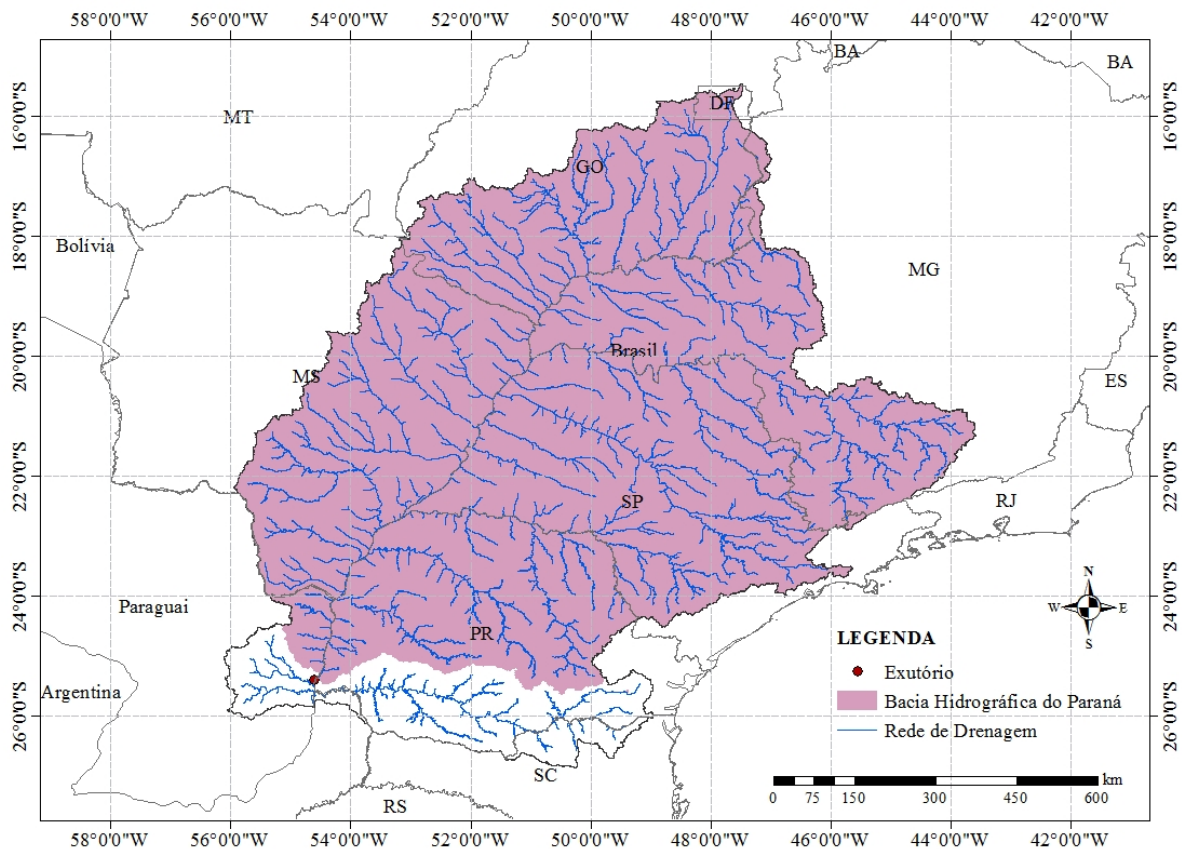 58°0'0"W 56°0'0"W 54°0'0"W 52°0'0"W 50°0'0"W 48°0'0"W 46°0'0"W 44°0'0"W 42°0'0"W
BA
BA
DF
16°0'0"S
MT
16°0'0"S
GO
18°0'0"S
Bolívia
18°0'0"S
MG
20°0'0"S
Brasil
20°0'0"S
MS
ES
22°0'0"S
22°0'0"S
SP
RJ
N
24°0'0"S
Paraguai
W E
24°0'0"S
S
PR
LEGENDA
Exutório
Argentina
Bacia Hidrográfica do Paraná
26°0'0"S
26°0'0"S
Rede de Drenagem
SC
km
RS
0 75 150 300 450 600
58°0'0"W 56°0'0"W 54°0'0"W 52°0'0"W 50°0'0"W 48°0'0"W 46°0'0"W 44°0'0"W 42°0'0"W